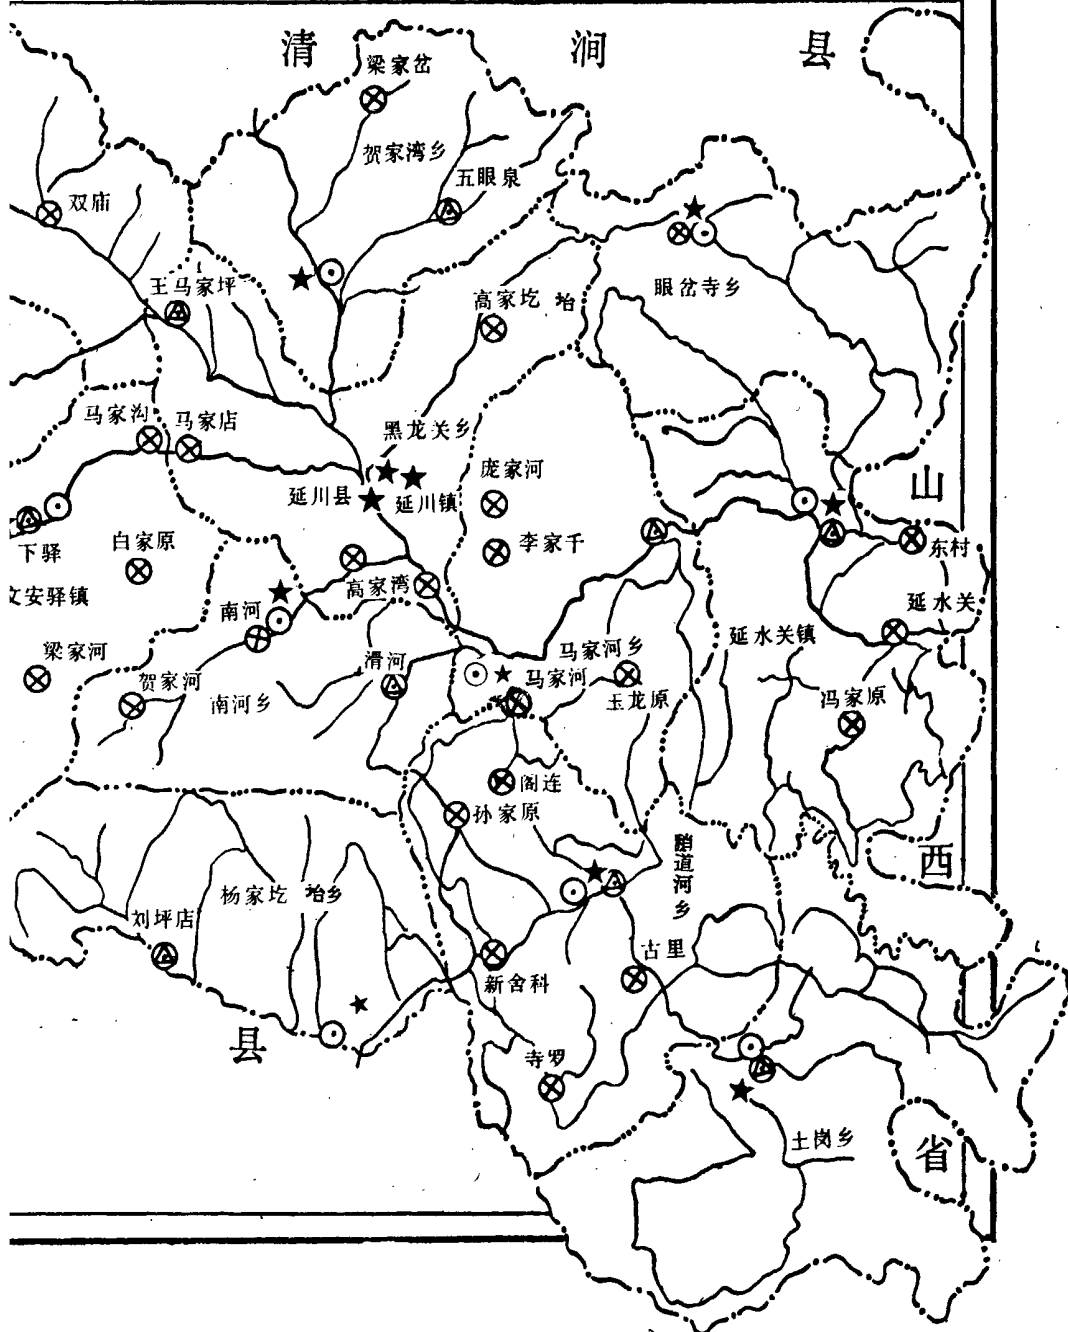 清 涧 县
梁家岔
贺家湾乡
五眼泉
双庙
王马家坪
高家圪 坮
眼岔寺乡
马家沟
马家店
黑龙关乡
庞家河
山
延川县
延川镇
下驿
白家原
李家千
东村
文安驿镇
高家湾
南河
延水关
延水关镇
梁家河
贺家河
南河乡
滑河
马家河乡
马家河
玉龙原
冯家原
阁连
孙家原
道河乡
西
杨家圪 坮乡
刘坪店
古里
新舍科
县
寺罗
土岗乡
省